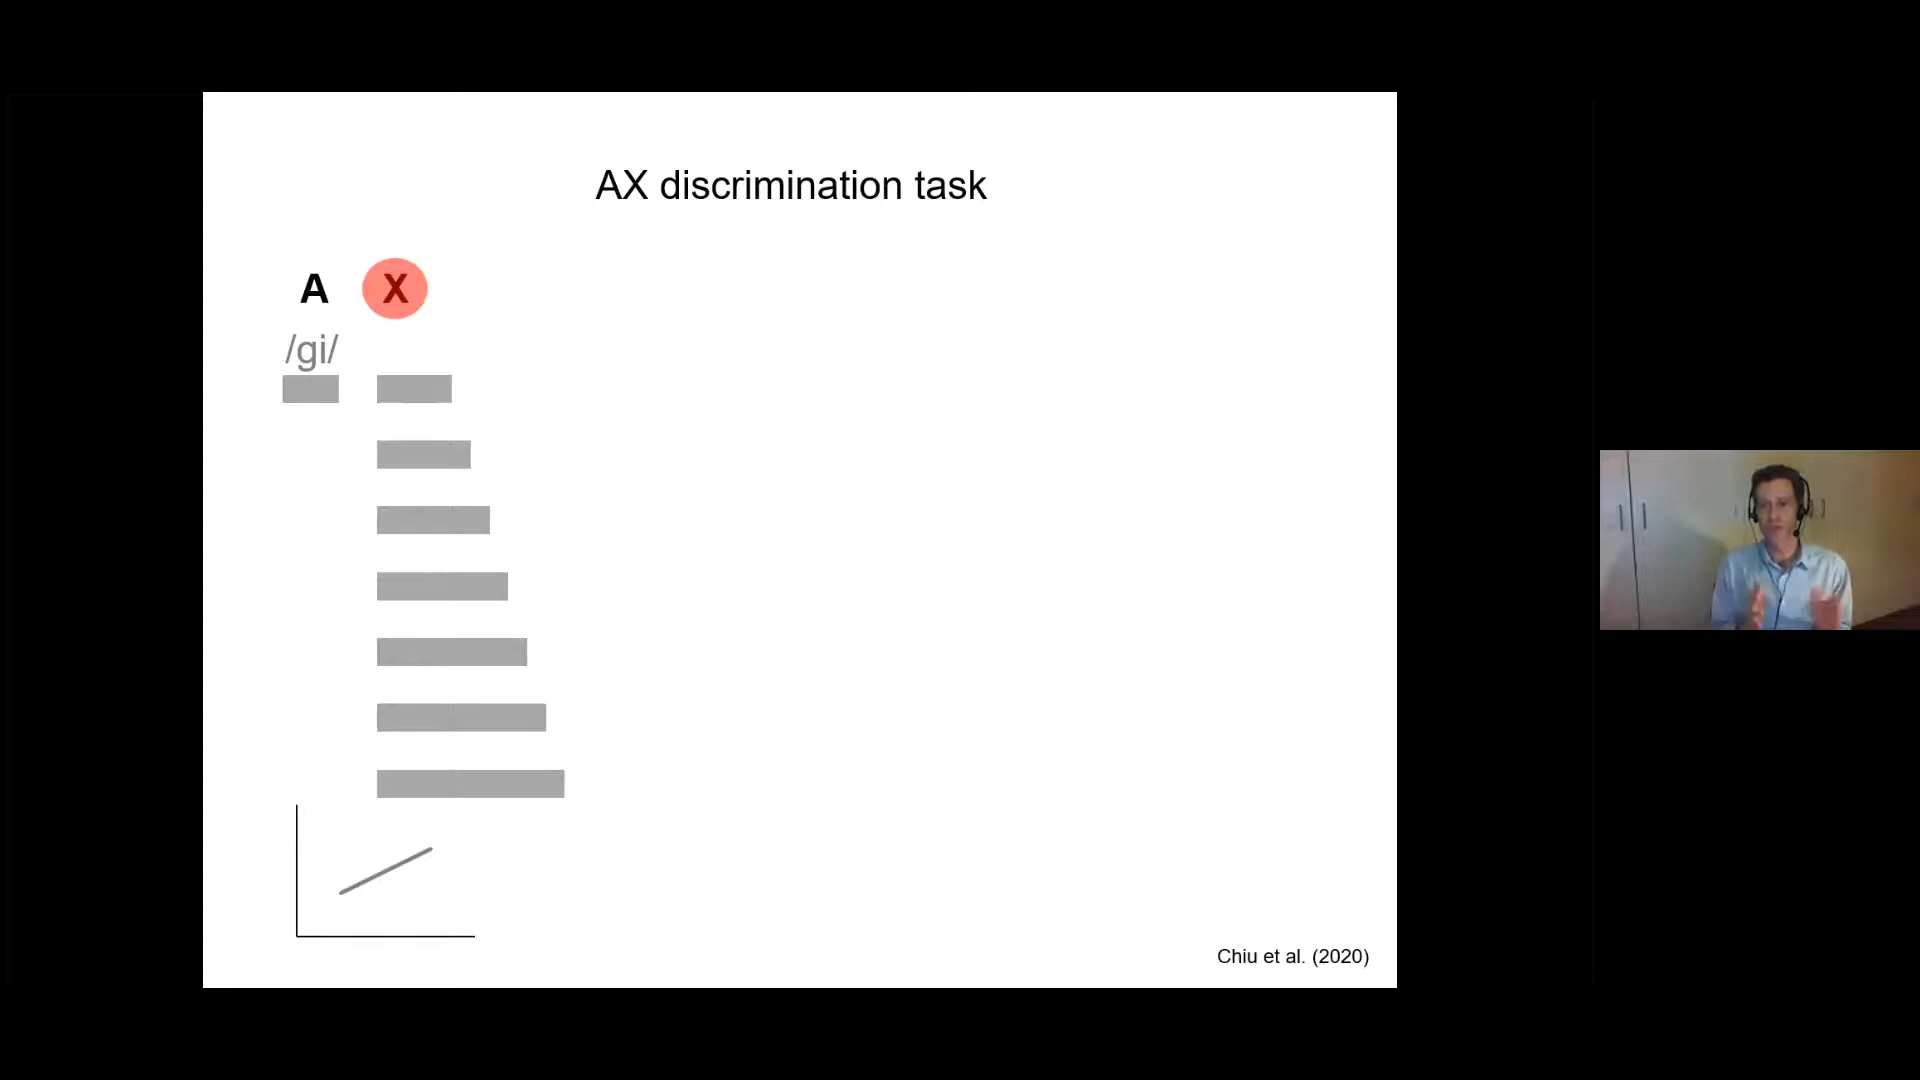 AX discrimination task
A X
/gi/
Chiu et al. (2020)